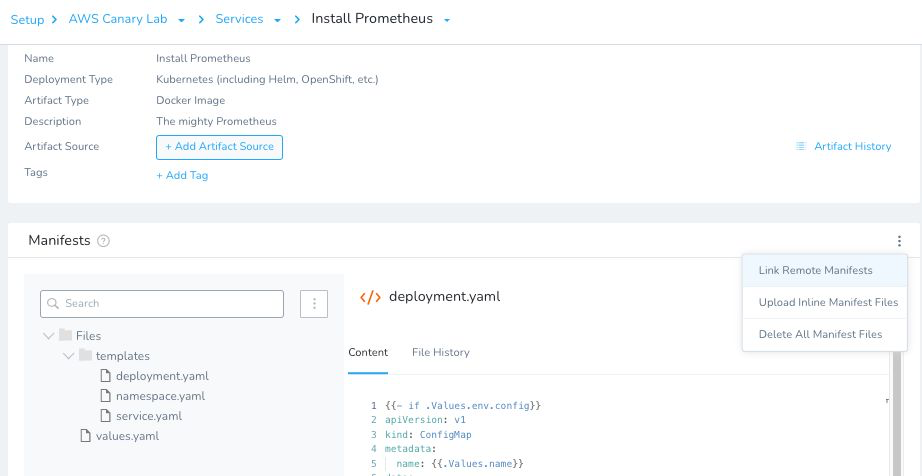 Setup > AWS Canary Lab > Services > Install Prometheus
Name Install Prometheus
Deployment Type Kubernetes (including Helm, OpenShift, etc.)
Artifact Type Docker Image
Description The mighty Prometheus
Artifact Source + Add Artifact Source Artifact History
Tags + Add Tag
Manifests ?
Link Remote Manifests
Upload Inline Manifest Files
Delete All Manifest Files
Search
Files
templates
deployment.yaml
namespace.yaml
service.yaml
values.yaml
</> deployment.yaml
Content File History
1 {{- if .Values.env.config}}
2 apiVersion: v1
3 kind: ConfigMap
4 metadata:
5 name: {{.Values.name}}